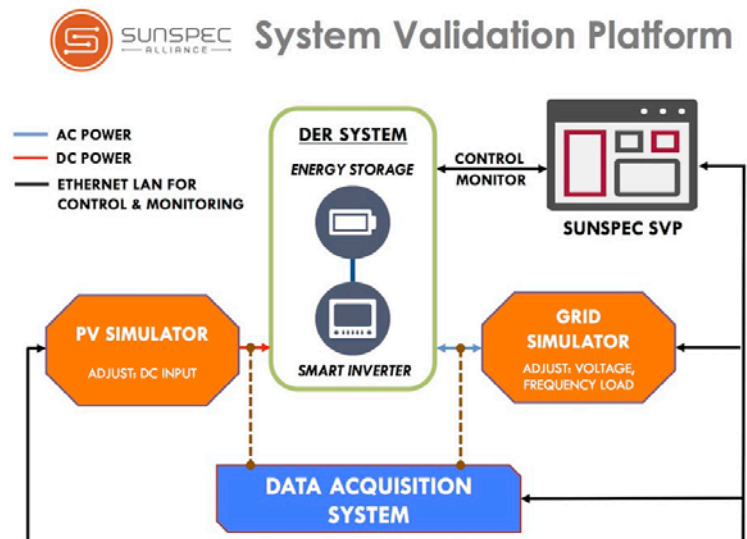 SUNSPEC
ALLIANCE
System Validation Platform
AC POWER
DC POWER
ETHERNET LAN FOR
CONTROL & MONITORING
DER SYSTEM
ENERGY STORAGE
SMART INVERTER
CONTROL
MONITOR
SUNSPEC SVP
PV SIMULATOR
ADJUST: DC INPUT
GRID
SIMULATOR
ADJUST: VOLTAGE,
FREQUENCY LOAD
DATA ACQUISITION
SYSTEM